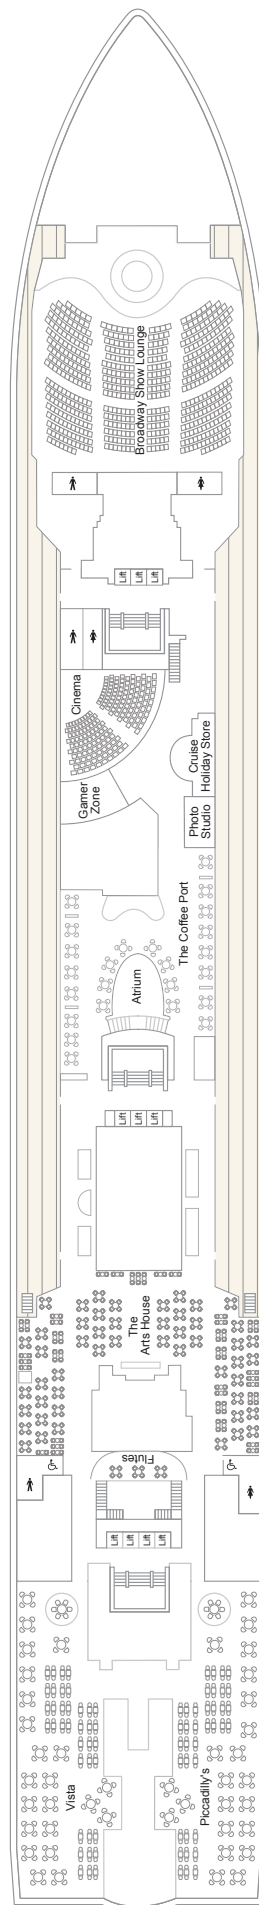 Broadway Show Lounge
Lift
Lift
Lift
Cinema
Gamer
Zone
Cruise
Holiday Store
Photo
Studio
The Coffee Port
Atrium
Lift
Lift
Lift
The
Arts House
Flutes
Lift
Lift
Lift
Lift
Vista
Piccadilly's